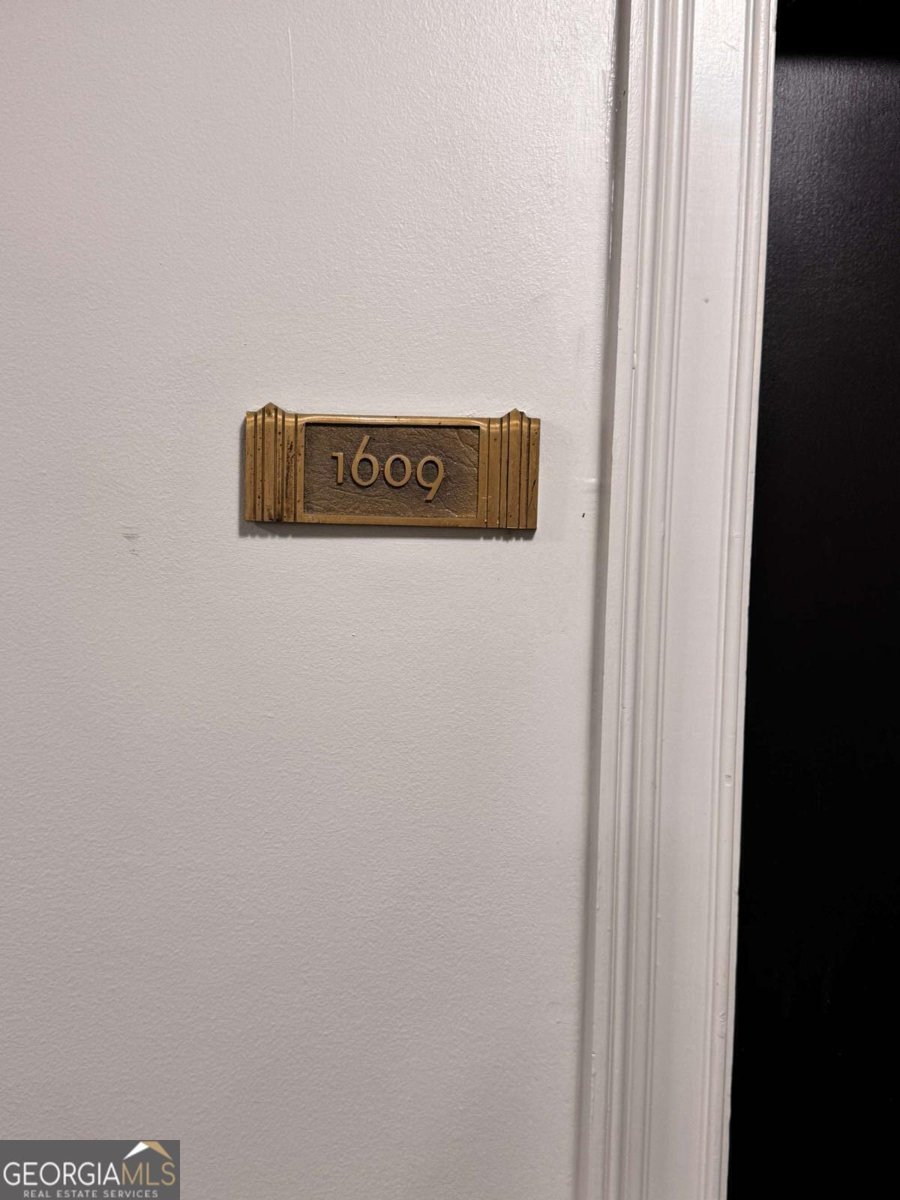 1609
GEORGIAMLS
REAL ESTATE SERVICES